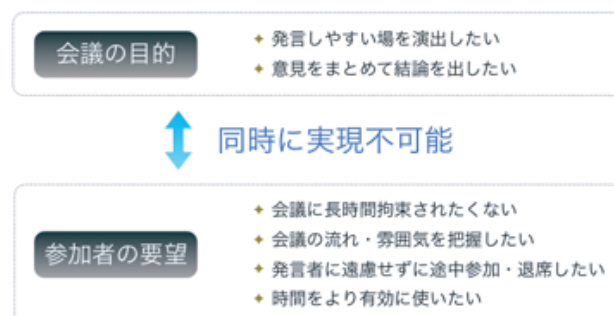 会議の目的
発言しやすい場を演出したい
意見をまとめて結論を出したい
同時に実現不可能
参加者の要望
会議に長時間拘束されたくない
会議の流れ・雰囲気を把握したい
発言者に遠慮せずに途中参加・退席したい
時間をより有効に使いたい